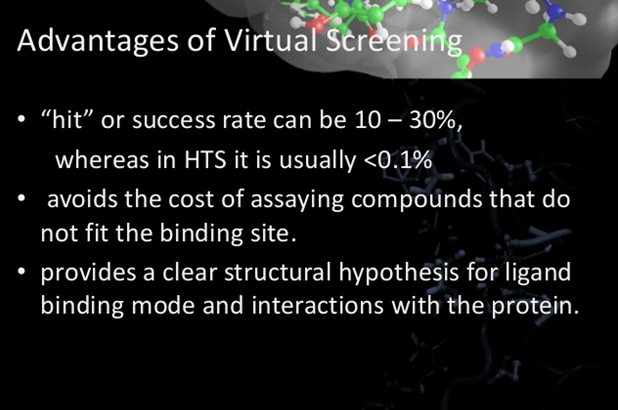 Advantages of Virtual Screening
• “hit” or success rate can be 10 – 30%,
whereas in HTS it is usually <0.1%
• avoids the cost of assaying compounds that do
not fit the binding site.
• provides a clear structural hypothesis for ligand
binding mode and interactions with the protein.